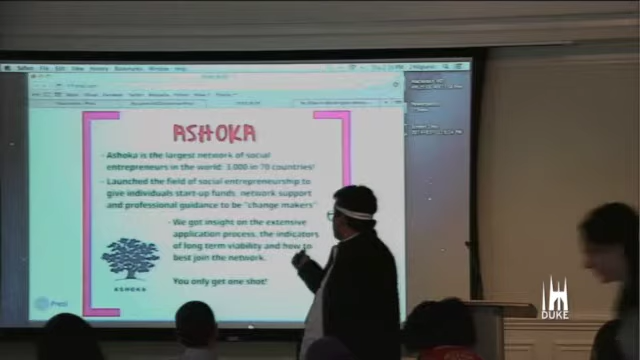 ASHOKA
- Ashoka is the largest network of social
entrepreneurs in the world: 3,000 in 70 countries!
- Launched the field of social entrepreneurship to
give individuals start-up funds, network support
and professional guidance to be "change makers"
- We got insight on the extensive
application process, the indicators
of long term viability and how to
best join the network.
You only get one shot!
ASHOKA
Prezi
DUKE